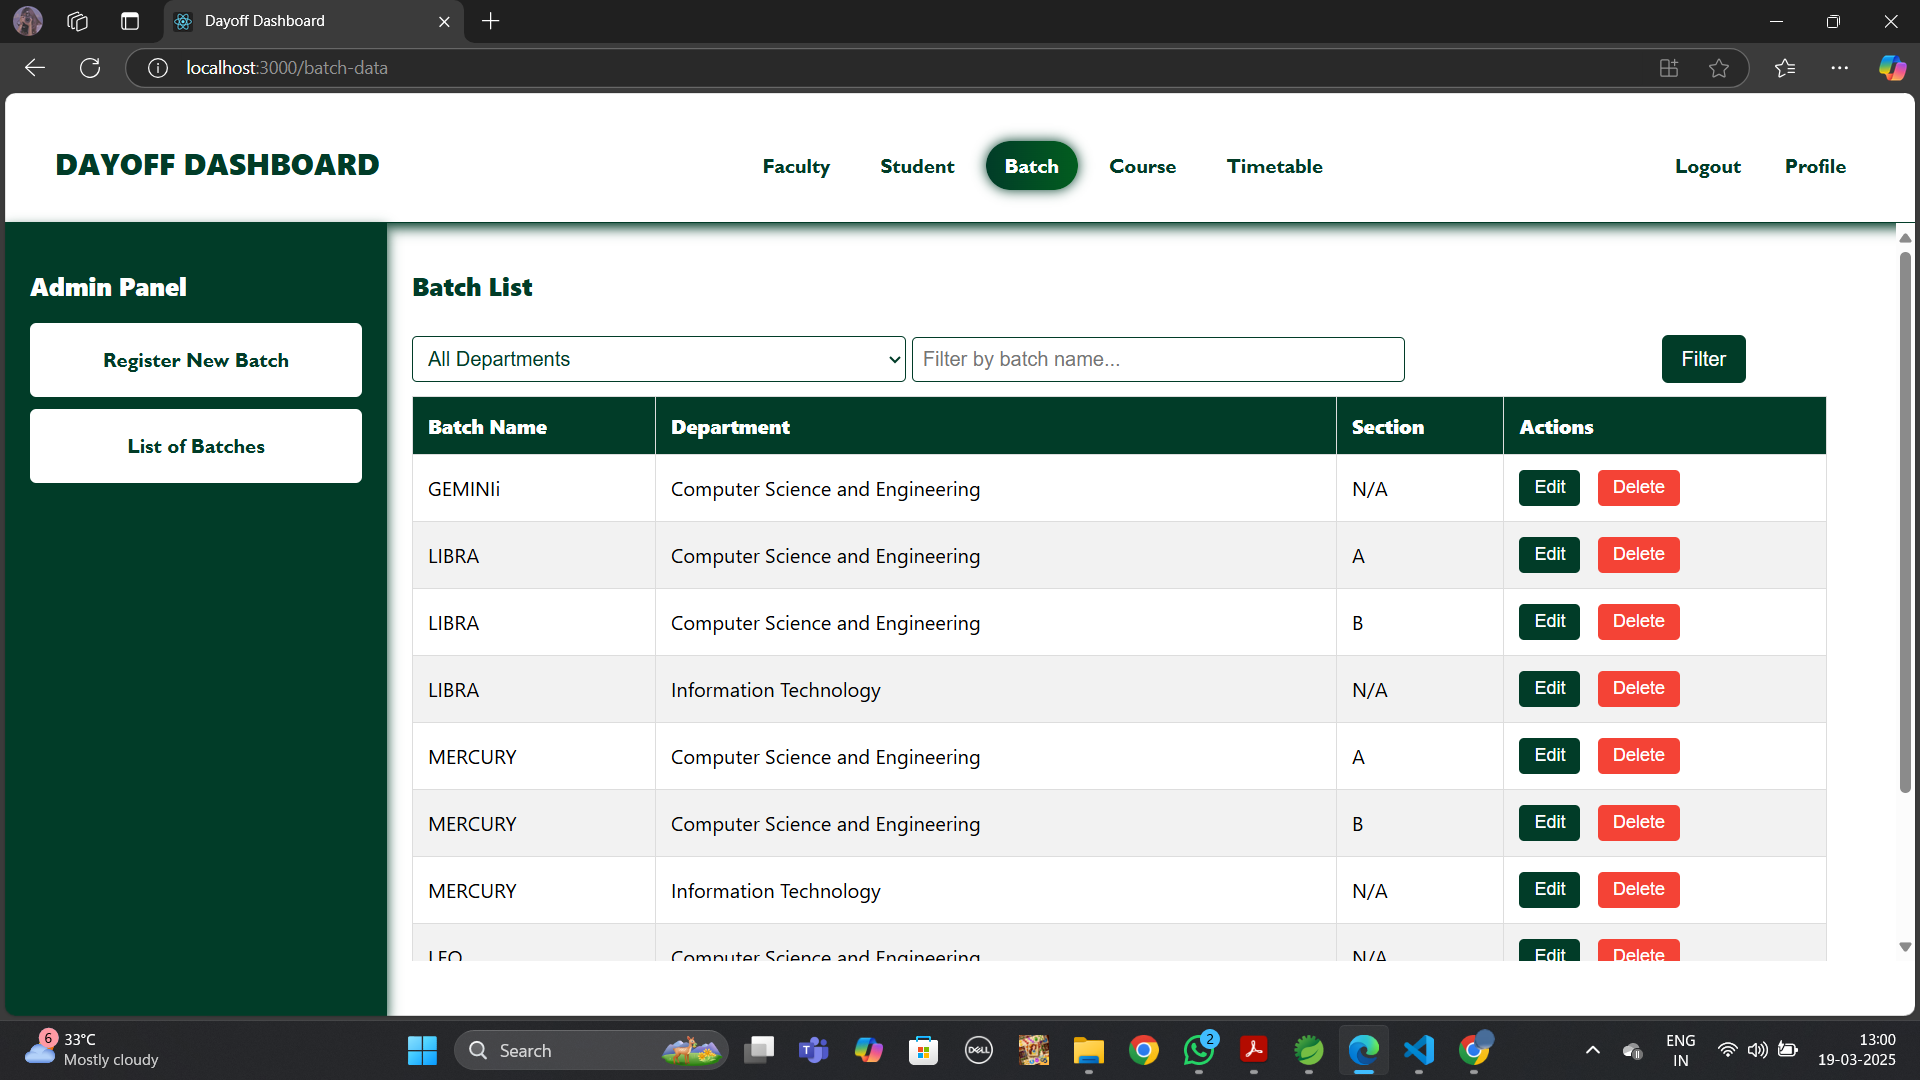 Dayoff Dashboard
localhost:3000/batch-data
DAYOFF DASHBOARD
Faculty Student Batch Course Timetable
Logout Profile
Admin Panel
Register New Batch
List of Batches
Batch List
All Departments Filter by batch name... Filter
Batch Name Department Section Actions
GEMINIi Computer Science and Engineering N/A Edit Delete
LIBRA Computer Science and Engineering A Edit Delete
LIBRA Computer Science and Engineering B Edit Delete
LIBRA Information Technology N/A Edit Delete
MERCURY Computer Science and Engineering A Edit Delete
MERCURY Computer Science and Engineering B Edit Delete
MERCURY Information Technology N/A Edit Delete
LEO Computer Science and Engineering N/A Edit Delete
6
33°C
Mostly cloudy
Search
T
DELL
2
ENG
IN
13:00
19-03-2025